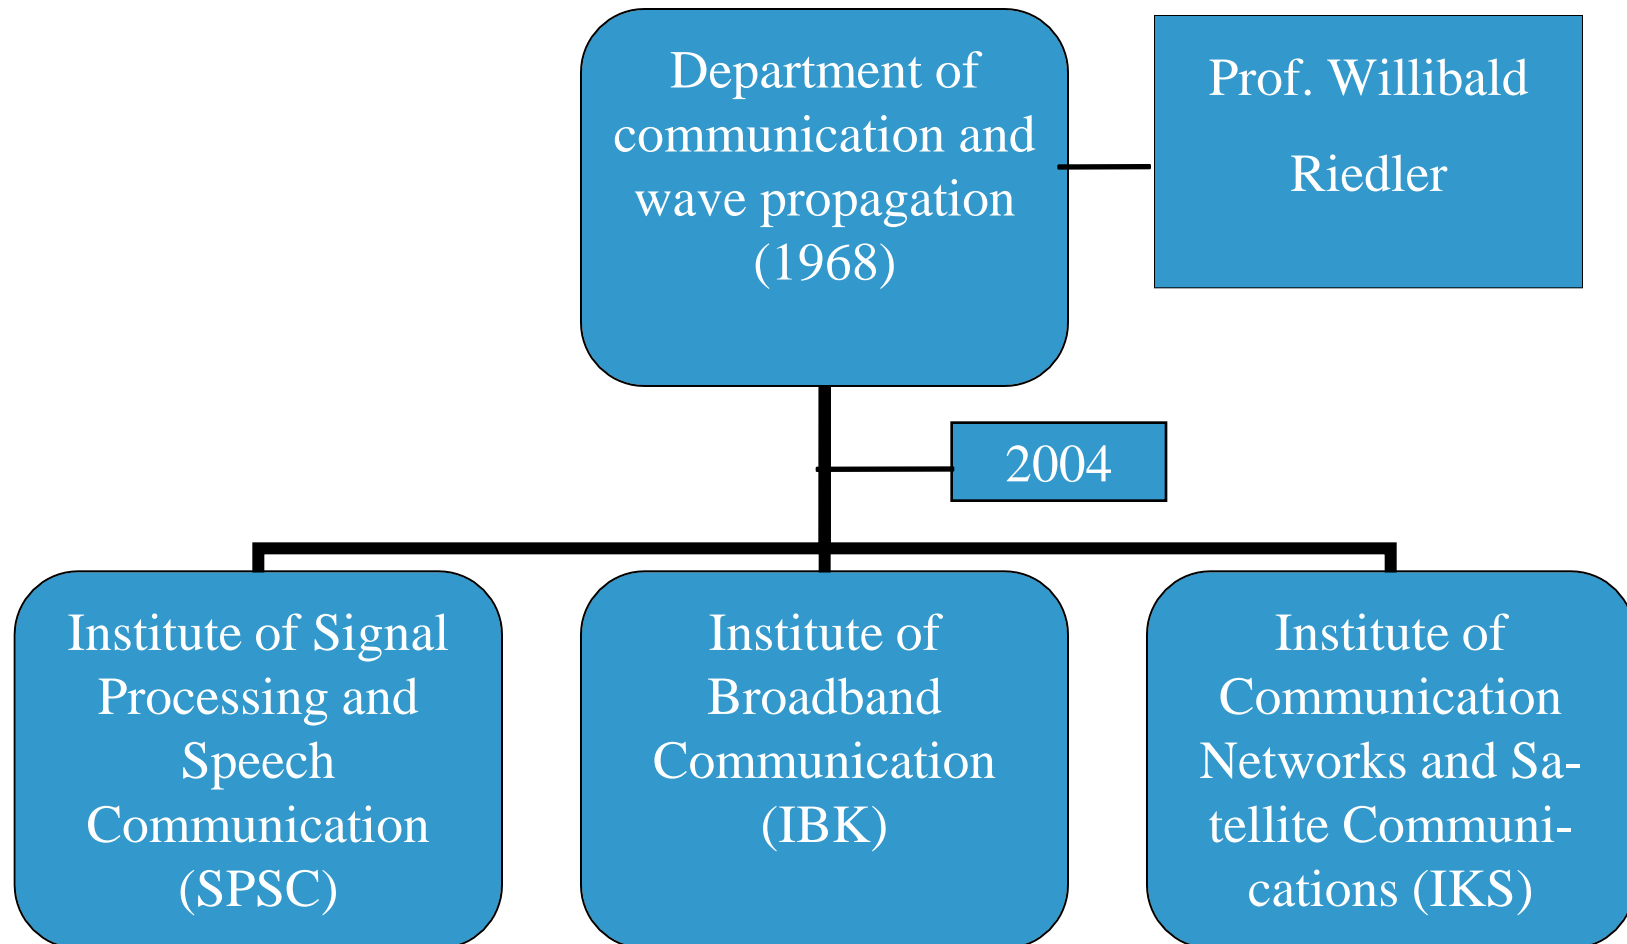 Department of
communication and
wave propagation
(1968)
Prof. Willibald
Riedler
2004
Institute of Signal
Processing and
Speech
Communication
(SPSC)
Institute of
Broadband
Communication
(IBK)
Institute of
Communication
Networks and Sa-
tellite Communi-
cations (IKS)